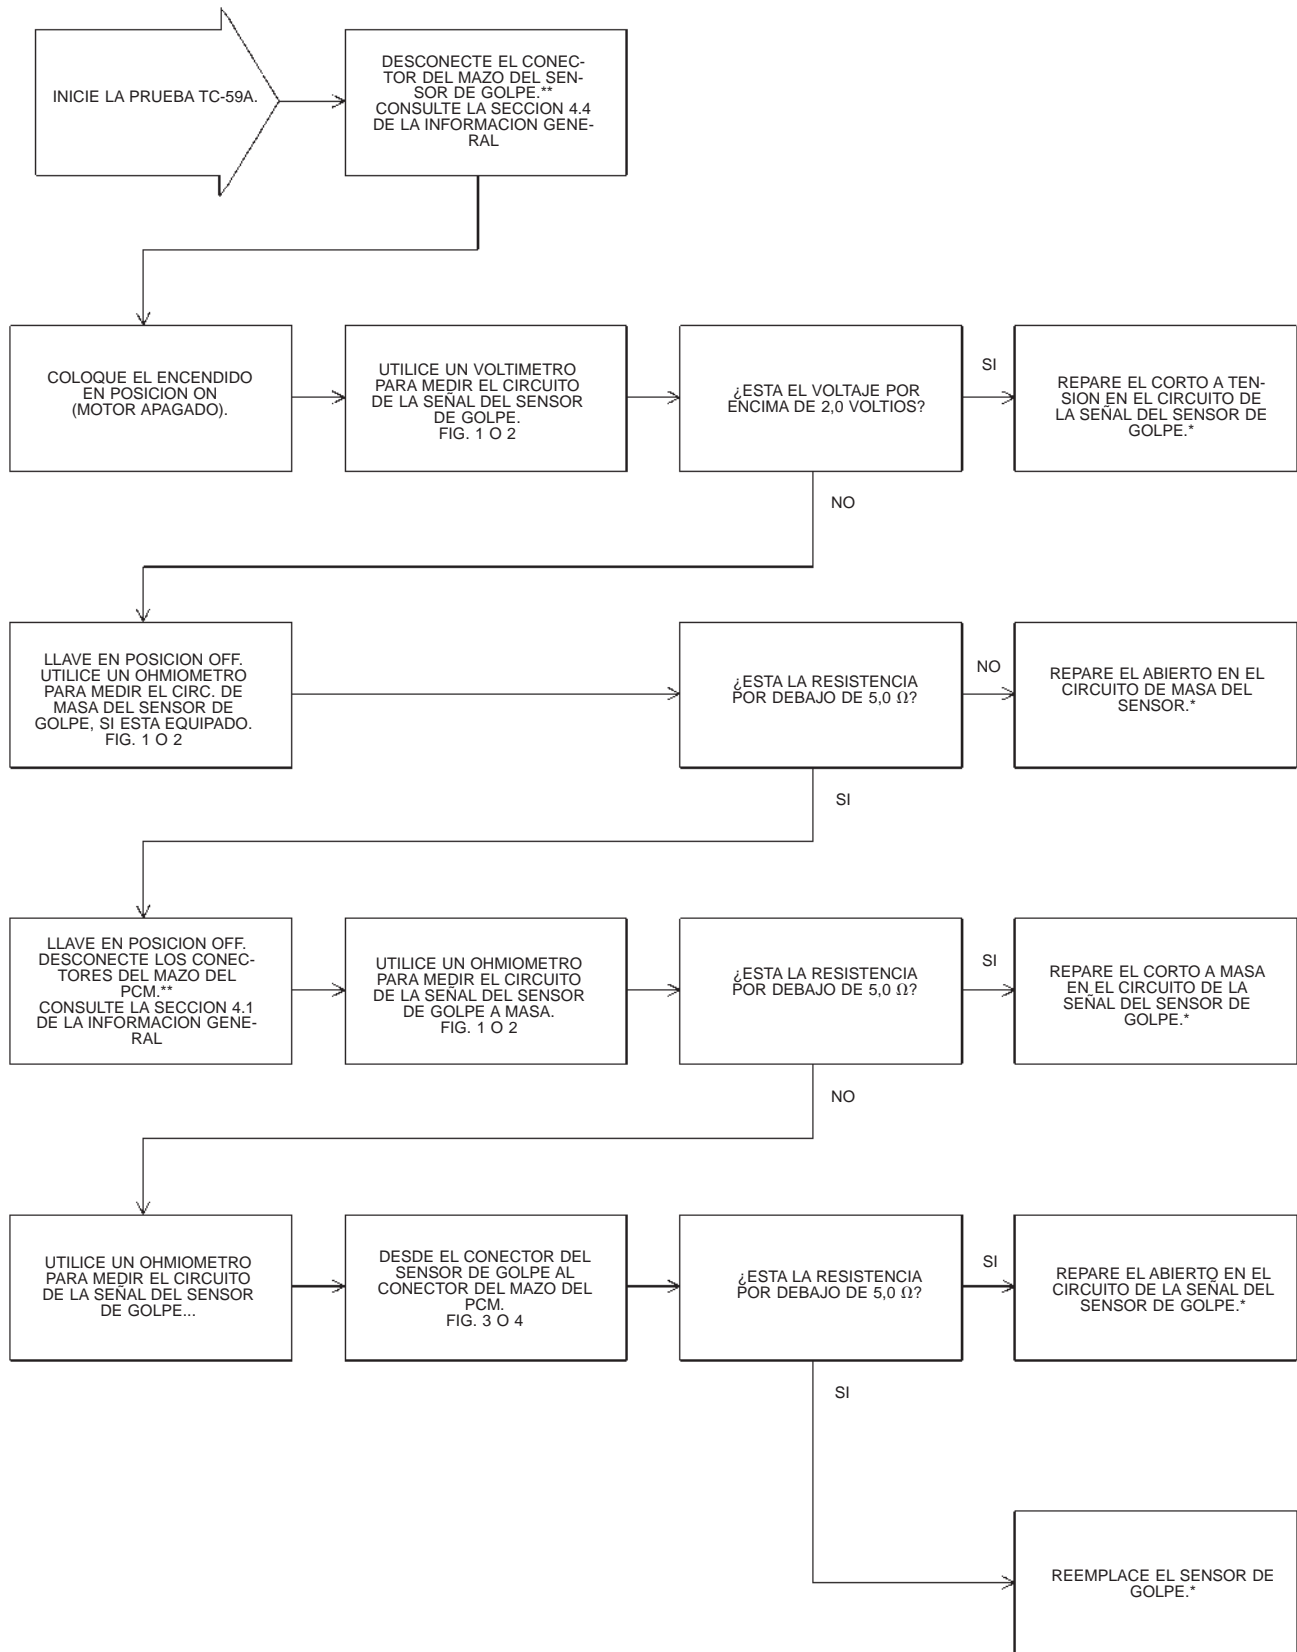 INICIE LA PRUEBA TC-59A.
DESCONECTE EL CONEC-
TOR DEL MAZO DEL SEN-
SOR DE GOLPE.**
CONSULTE LA SECCION 4.4
DE LA INFORMACION GENE-
RAL
COLOQUE EL ENCENDIDO
EN POSICION ON
(MOTOR APAGADO).
UTILICE UN VOLTIMETRO
PARA MEDIR EL CIRCUITO
DE LA SEÑAL DEL SENSOR
DE GOLPE.
FIG. 1 O 2
¿ESTA EL VOLTAJE POR
ENCIMA DE 2,0 VOLTIOS?
SI
REPARE EL CORTO A TEN-
SION EN EL CIRCUITO DE
LA SEÑAL DEL SENSOR DE
GOLPE.*
NO
LLAVE EN POSICION OFF.
UTILICE UN OHMIOMETRO
PARA MEDIR EL CIRC. DE
MASA DEL SENSOR DE
GOLPE, SI ESTA EQUIPADO.
FIG. 1 O 2
¿ESTA LA RESISTENCIA
POR DEBAJO DE 5,0 Ω?
NO
REPARE EL ABIERTO EN EL
CIRCUITO DE MASA DEL
SENSOR.*
SI
LLAVE EN POSICION OFF.
DESCONECTE LOS CONEC-
TORES DEL MAZO DEL
PCM.**
CONSULTE LA SECCION 4.1
DE LA INFORMACION GENE-
RAL
UTILICE UN OHMIOMETRO
PARA MEDIR EL CIRCUITO
DE LA SEÑAL DEL SENSOR
DE GOLPE A MASA.
FIG. 1 O 2
¿ESTA LA RESISTENCIA
POR DEBAJO DE 5,0 Ω?
SI
REPARE EL CORTO A MASA
EN EL CIRCUITO DE LA
SEÑAL DEL SENSOR DE
GOLPE.*
NO
UTILICE UN OHMIOMETRO
PARA MEDIR EL CIRCUITO
DE LA SEÑAL DEL SENSOR
DE GOLPE...
DESDE EL CONECTOR DEL
SENSOR DE GOLPE AL
CONECTOR DEL MAZO DEL
PCM.
FIG. 3 O 4
¿ESTA LA RESISTENCIA
POR DEBAJO DE 5,0 Ω?
SI
REPARE EL ABIERTO EN EL
CIRCUITO DE LA SEÑAL DEL
SENSOR DE GOLPE.*
SI
REEMPLACE EL SENSOR DE
GOLPE.*